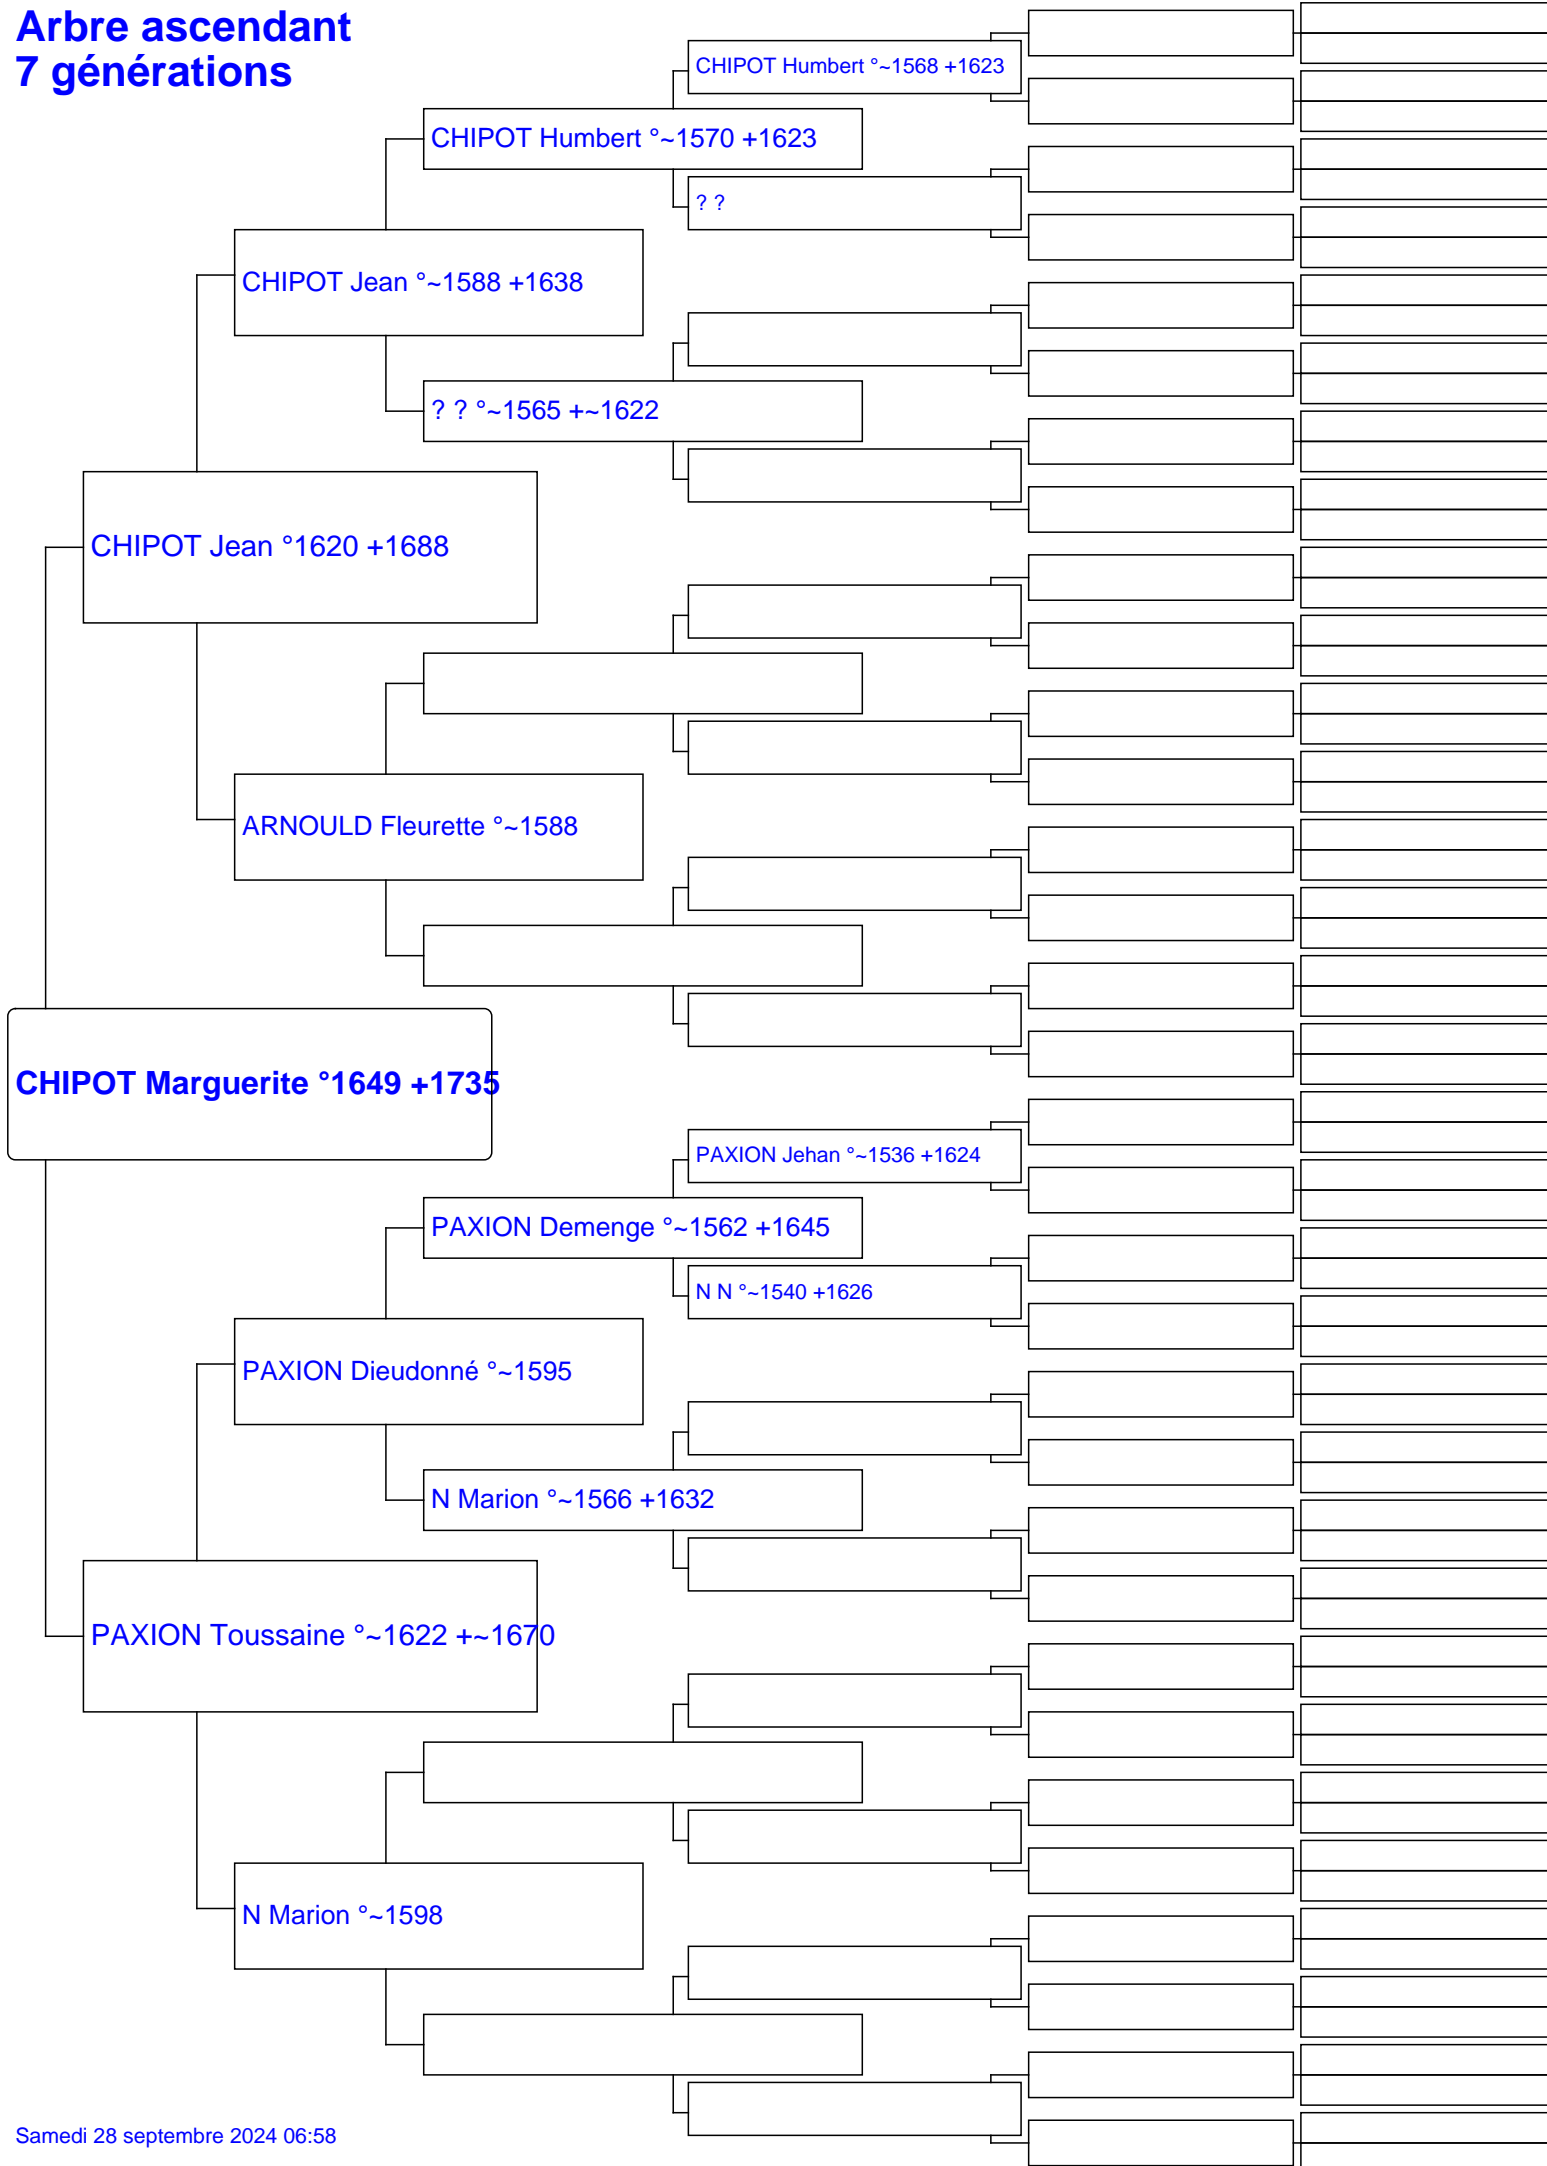 Arbre ascendant
7 générations
CHIPOT Humbert °~1568 +1623
CHIPOT Humbert °~1570 +1623
? ?
CHIPOT Jean °~1588 +1638
? ? °~1565 +~1622
CHIPOT Jean °1620 +1688
ARNOULD Fleurette °~1588
CHIPOT Marguerite °1649 +1735
PAXION Jehan °~1536 +1624
PAXION Demenge °~1562 +1645
N N °~1540 +1626
PAXION Dieudonné °~1595
N Marion °~1566 +1632
PAXION Toussaine °~1622 +~1670
N Marion °~1598
Samedi 28 septembre 2024 06:58